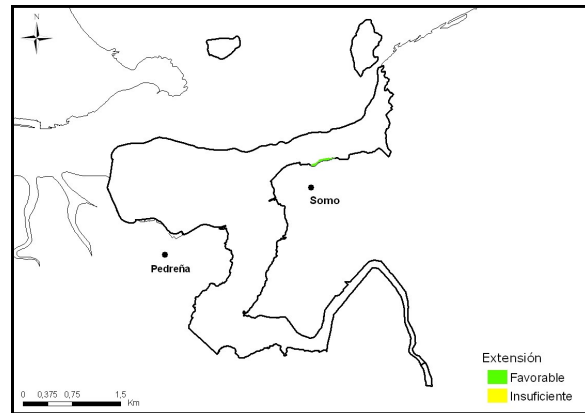 N
Somo
Pedreña
Extensión
Favorable
Insuficiente
0 0,375 0,75 1,5
Km